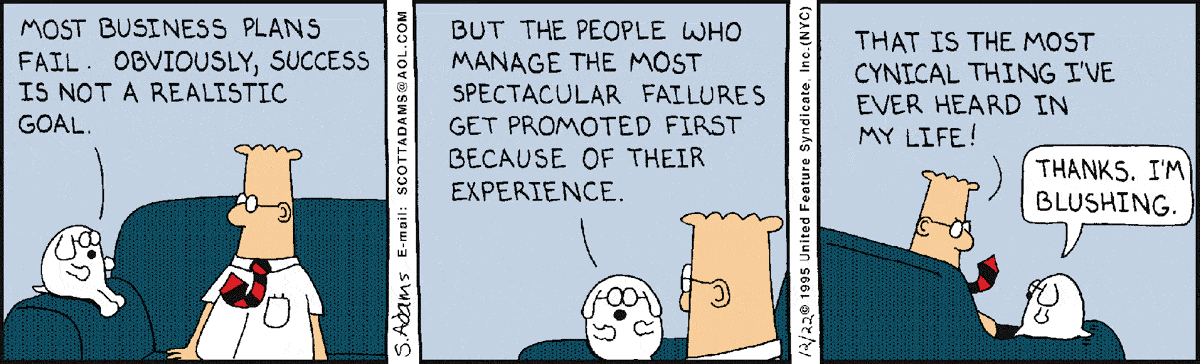 MOST BUSINESS PLANS
FAIL. OBVIOUSLY, SUCCESS
IS NOT A REALISTIC
GOAL.
S. Adams E-mail: SCOTTADAMS@AOL.COM
BUT THE PEOPLE WHO
MANAGE THE MOST
SPECTACULAR FAILURES
GET PROMOTED FIRST
BECAUSE OF THEIR
EXPERIENCE.
12/22 © 1995 United Feature Syndicate, Inc.(NYC)
THAT IS THE MOST
CYNICAL THING I'VE
EVER HEARD IN
MY LIFE!
THANKS. I'M
BLUSHING.